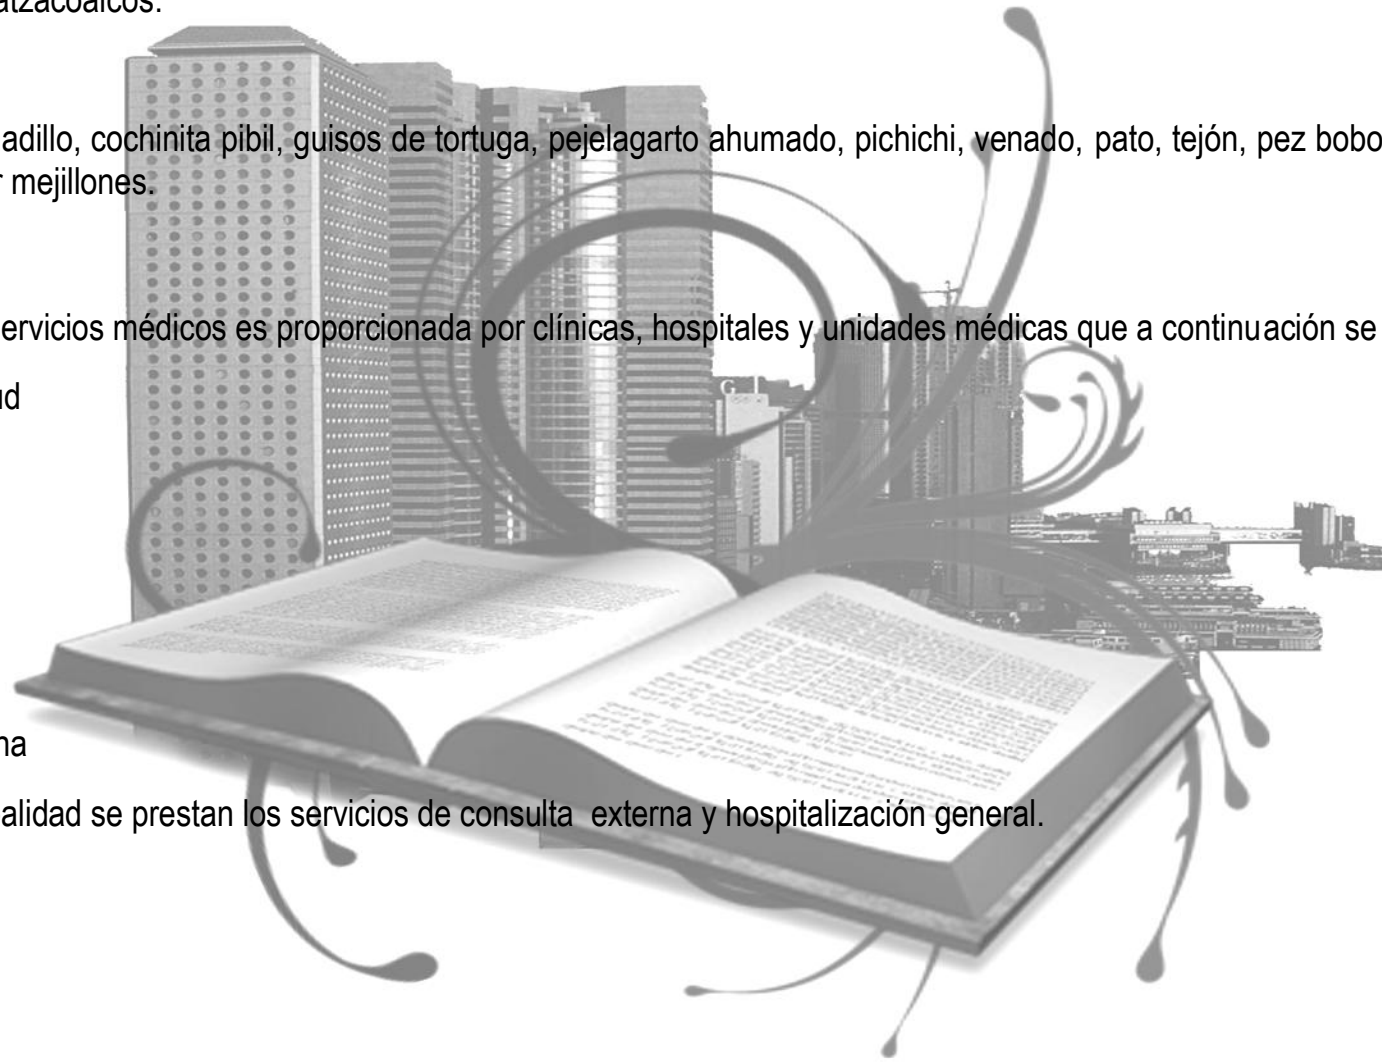 atzacoalcos.
adillo, cochinita pibil, guisos de tortuga, pejelagarto ahumado, pichichi, venado, pato, tejón, pez bobo
r mejillones.
ervicios médicos es proporcionada por clínicas, hospitales y unidades médicas que a continuación se
ud
na
alidad se prestan los servicios de consulta  externa y hospitalización general.